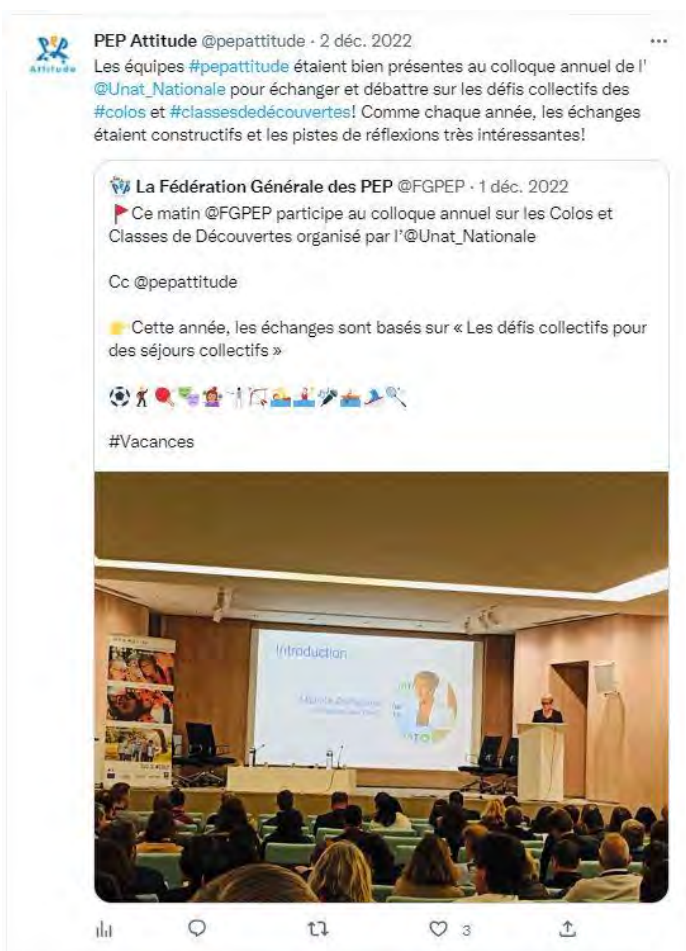 PEP Attitude @pepattitude · 2 déc. 2022
Attitude
Les équipes #pepattitude étaient bien présentes au colloque annuel de l'
@Unat_Nationale pour échanger et débattre sur les défis collectifs des
#colos et #classesdedécouvertes! Comme chaque année, les échanges
étaient constructifs et les pistes de réflexions très intéressantes!
La Fédération Générale des PEP @FGPEP · 1 déc. 2022
Ce matin @FGPEP participe au colloque annuel sur les Colos et
Classes de Découvertes organisé par l'@Unat_Nationale
Cc @pepattitude
Cette année, les échanges sont basés sur « Les défis collectifs pour
des séjours collectifs »
#Vacances
Introduction
3